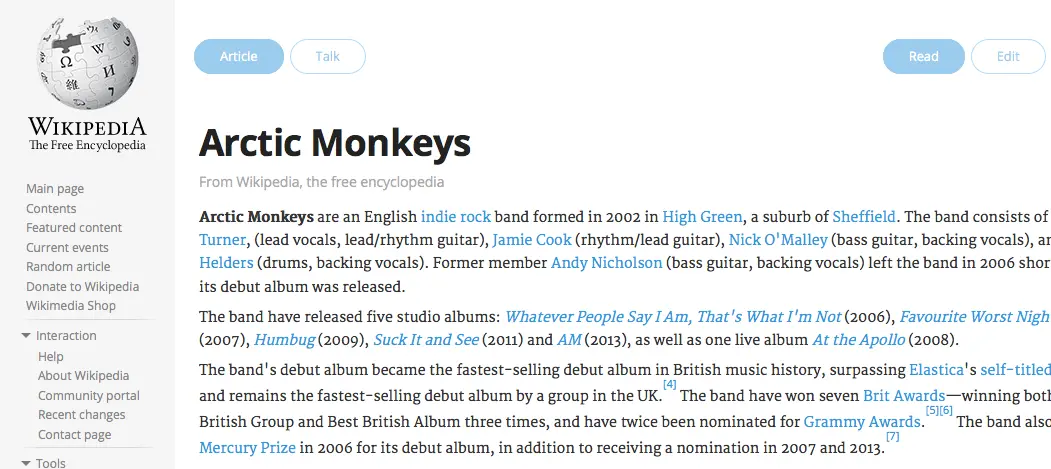 WIKIPEDIA
The Free Encyclopedia
Main page
Contents
Featured content
Current events
Random article
Donate to Wikipedia
Wikimedia Shop
Interaction
Help
About Wikipedia
Community portal
Recent changes
Contact page
Tools
Article Talk Read Edit
Arctic Monkeys
From Wikipedia, the free encyclopedia
Arctic Monkeys are an English indie rock band formed in 2002 in High Green, a suburb of Sheffield. The band consists of
Turner, (lead vocals, lead/rhythm guitar), Jamie Cook (rhythm/lead guitar), Nick O'Malley (bass guitar, backing vocals),
Helders (drums, backing vocals). Former member Andy Nicholson (bass guitar, backing vocals) left the band in 2006
its debut album was released.
The band have released five studio albums: Whatever People Say I Am, That's What I'm Not (2006), Favourite Worst
(2007), Humbug (2009), Suck It and See (2011) and AM (2013), as well as one live album At the Apollo (2008).
The band's debut album became the fastest-selling debut album in British music history, surpassing Elastica's self-titled
and remains the fastest-selling debut album by a group in the UK.[4] The band have won seven Brit Awards—winning both
British Group and Best British Album three times, and have twice been nominated for Grammy Awards.[5][6] The band also
Mercury Prize in 2006 for its debut album, in addition to receiving a nomination in 2007 and 2013.[7]